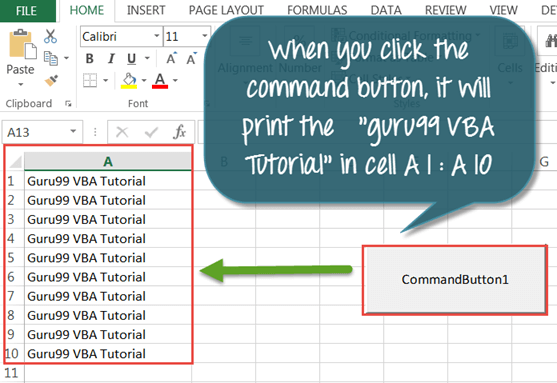 FILE HOME INSERT PAGE LAYOUT FORMULAS DATA REVIEW VIEW
Calibri 11
Paste
B I U
Conditional Formatting
Alignment Number Cells Editin
Clipboard Font
When you click the
command button, it will
print the "guru99 VBA
Tutorial" in cell A1 : A10
A13 fx
A B G
1 Guru99 VBA Tutorial
2 Guru99 VBA Tutorial
3 Guru99 VBA Tutorial
4 Guru99 VBA Tutorial
5 Guru99 VBA Tutorial
6 Guru99 VBA Tutorial
7 Guru99 VBA Tutorial
8 Guru99 VBA Tutorial
9 Guru99 VBA Tutorial
10 Guru99 VBA Tutorial
11
CommandButton1